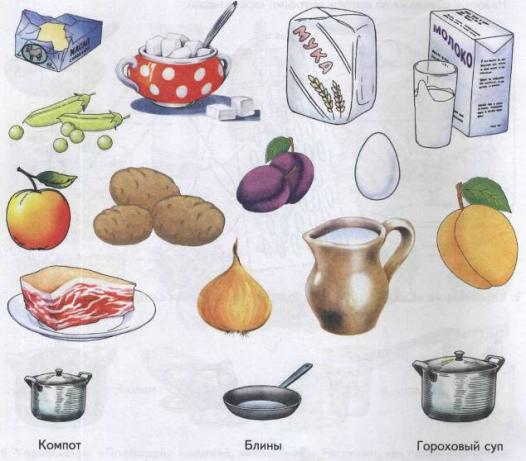 МАСЛО
МУКА
МОЛОКО
Компот
Блины
Гороховый суп